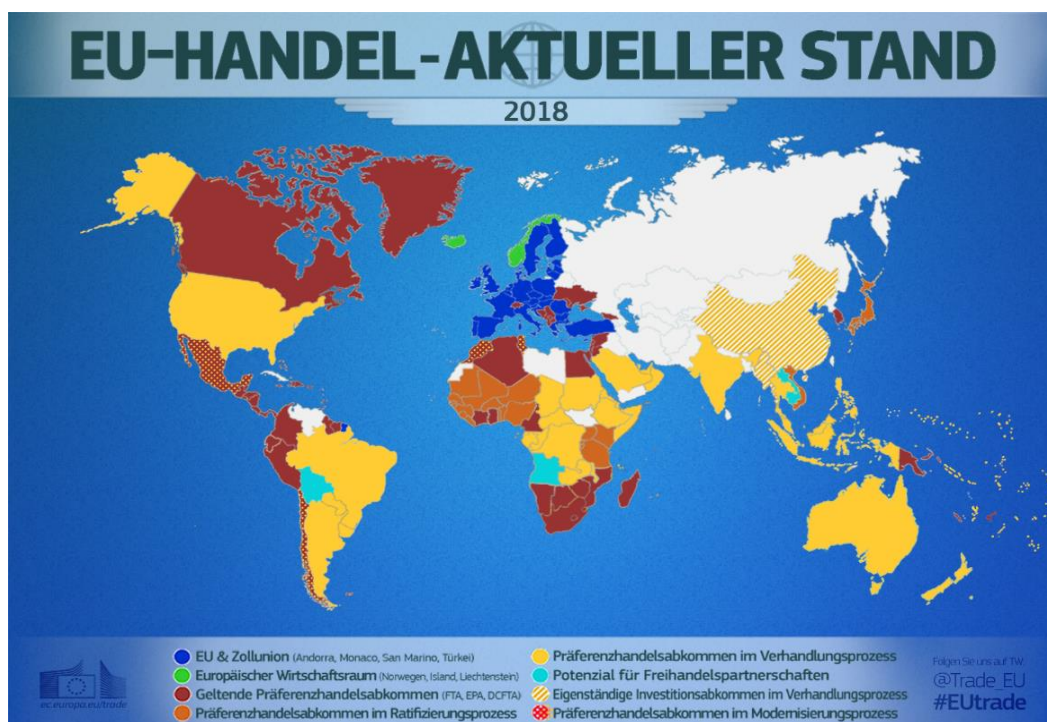 EU-HANDEL-AKTUELLER STAND
2018
EU & Zollunion (Andorra, Monaco, San Marino, Türkei)
Europäischer Wirtschaftsraum (Norwegen, Island, Liechtenstein)
Geltende Präferenzhandelsabkommen (FTA, EPA, DCFTA)
Präferenzhandelsabkommen im Ratifizierungsprozess
Präferenzhandelsabkommen im Verhandlungsprozess
Potenzial für Freihandelspartnerschaften
Eigenständige Investitionsabkommen im Verhandlungsprozess
Präferenzhandelsabkommen im Modernisierungsprozess
ec.europa.eu/trade
Folgen Sie uns auf TW:
@Trade_EU
#EUtrade